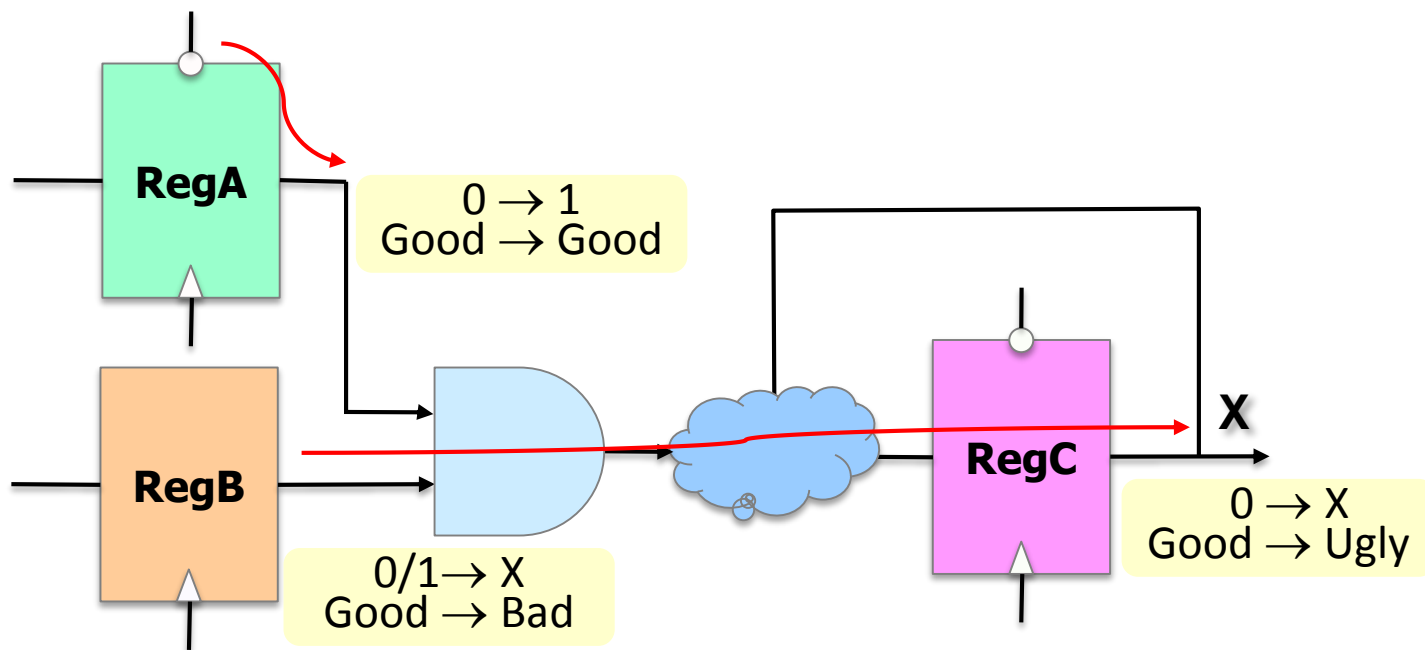 RegA
0 → 1
Good → Good
X
RegC
RegB
0 → X
Good → Ugly
0/1→ X
Good → Bad